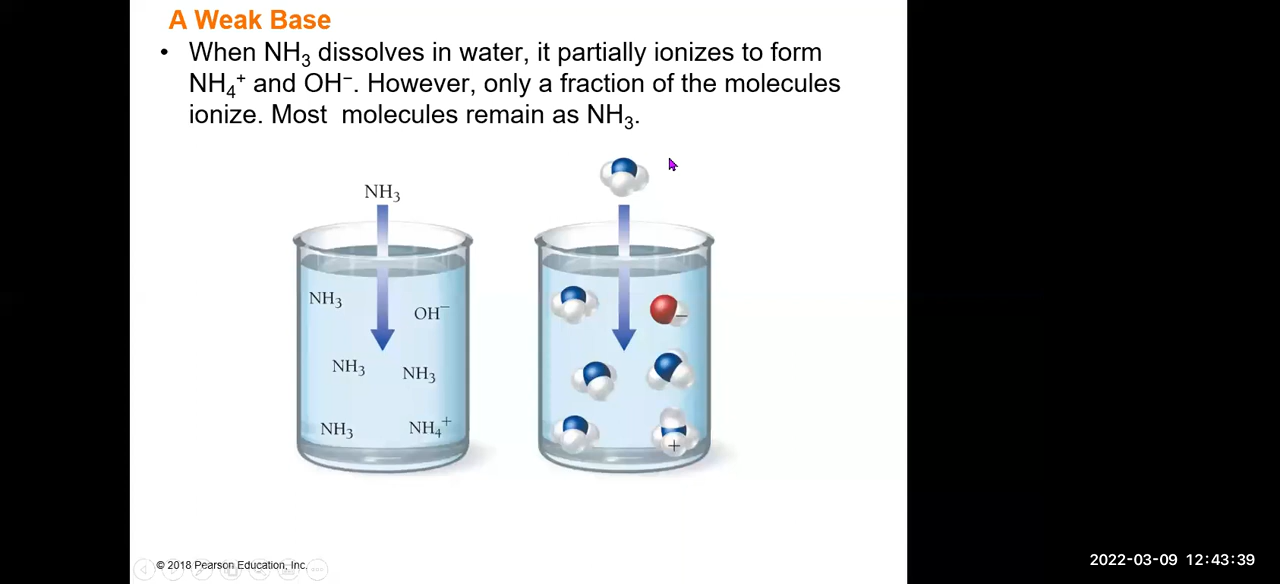 A Weak Base
• When NH₃ dissolves in water, it partially ionizes to form
NH₄⁺ and OH⁻. However, only a fraction of the molecules
ionize. Most  molecules remain as NH₃.
NH₃
NH₃
OH⁻
NH₃
NH₃
NH₃
NH₄⁺
−
+
© 2018 Pearson Education, Inc.
2022-03-09 12:43:39